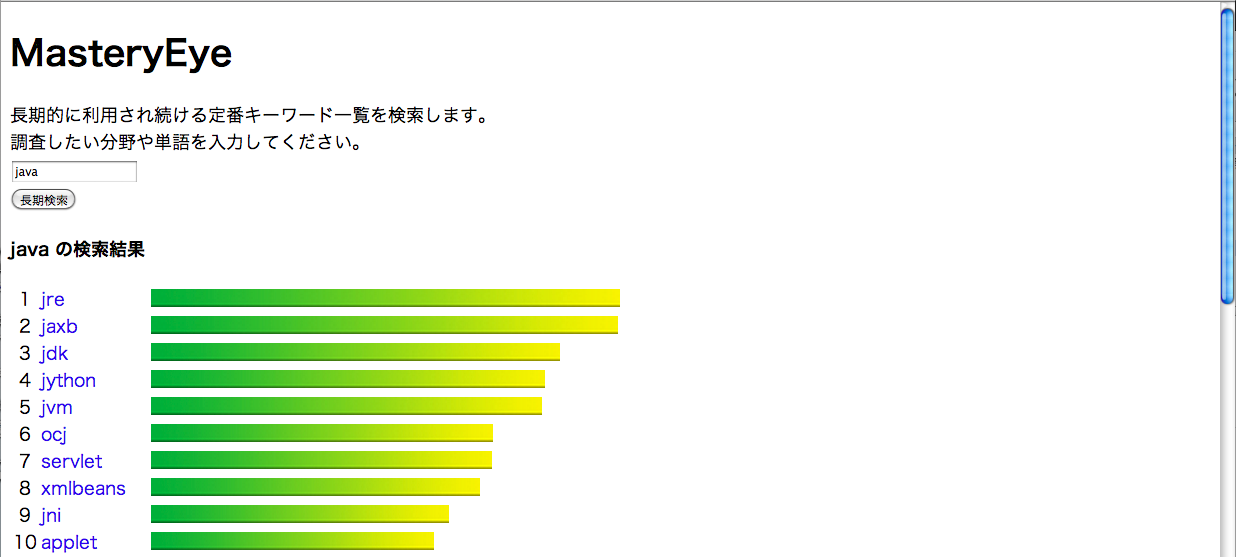 MasteryEye
長期的に利用され続ける定番キーワード一覧を検索します。
調査したい分野や単語を入力してください。
java
長期検索
java の検索結果
1 jre
2 jaxb
3 jdk
4 jython
5 jvm
6 ocj
7 servlet
8 xmlbeans
9 jni
10 applet